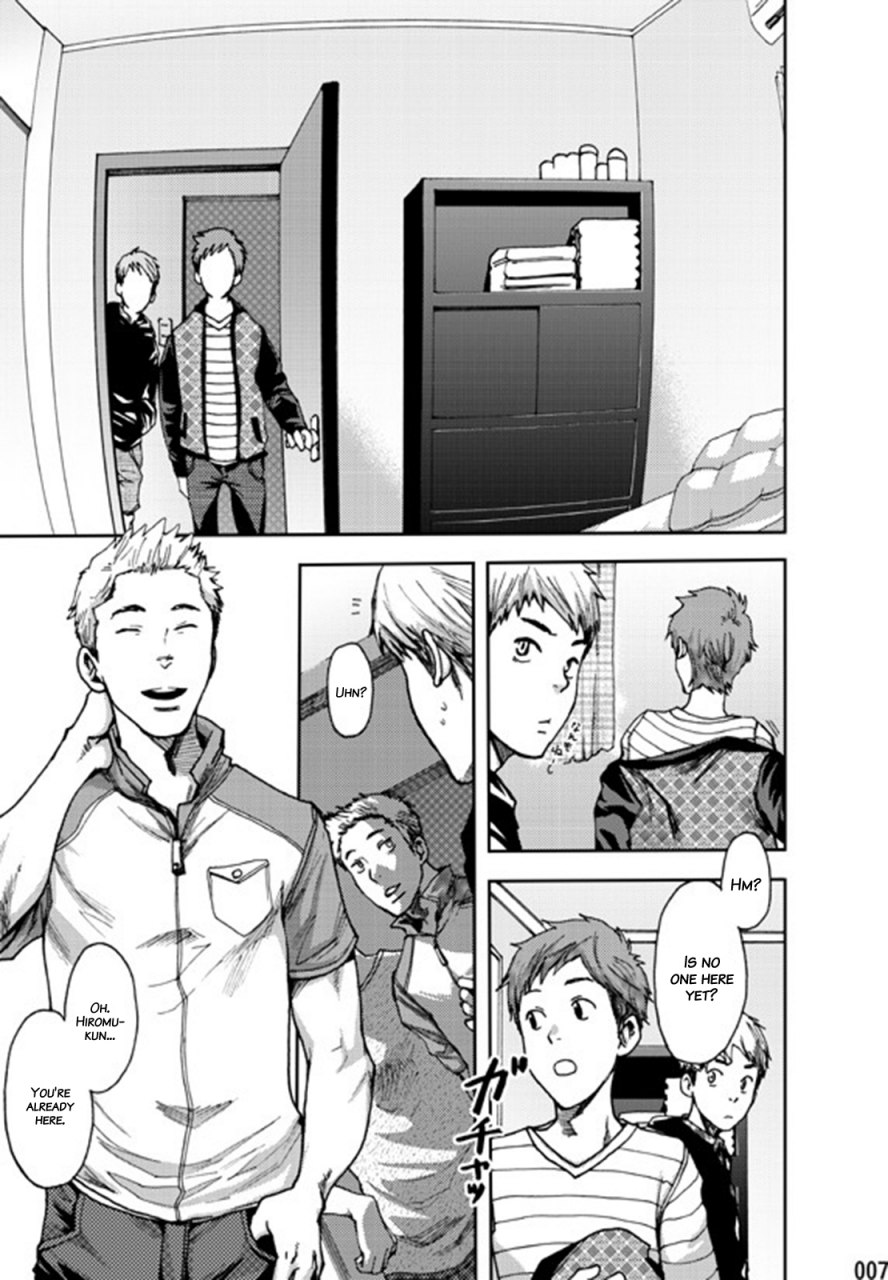 HM?
IS NO
ONE HERE
YET?
ガチャッ
UHN?
OH.
HIROMU-
KUN...
YOU'RE
ALREADY
HERE.
007